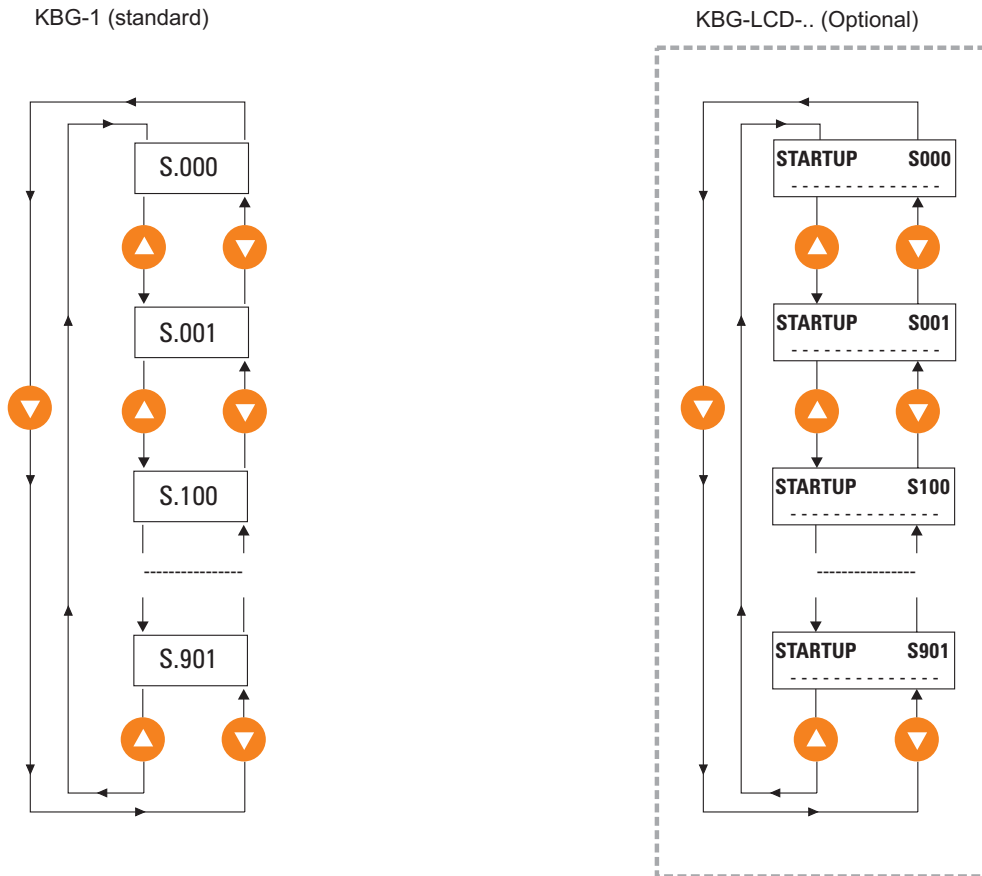 KBG-1 (standard)
S.000
S.001
S.100
S.901
KBG-LCD-.. (Optional)
STARTUP S000
STARTUP S001
STARTUP S100
STARTUP S901